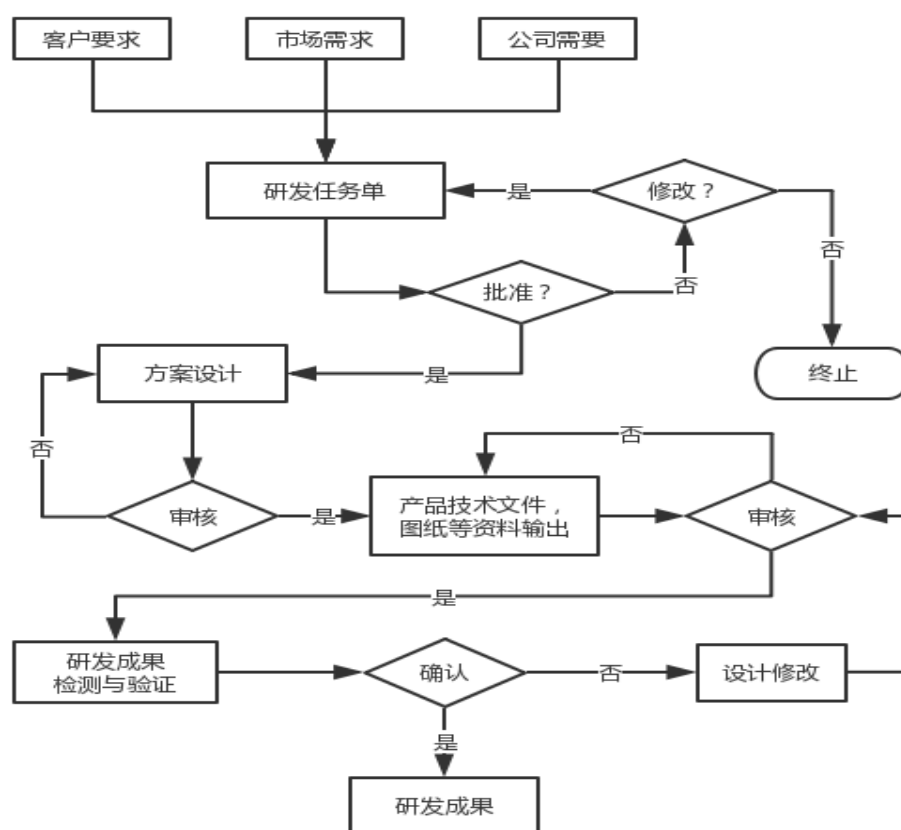 客户要求
市场需求
公司需要
研发任务单
是
修改？
否
批准？
否
方案设计
是
终止
否
否
审核
是
产品技术文件，
图纸等资料输出
审核
是
研发成果
检测与验证
确认
否
设计修改
是
研发成果